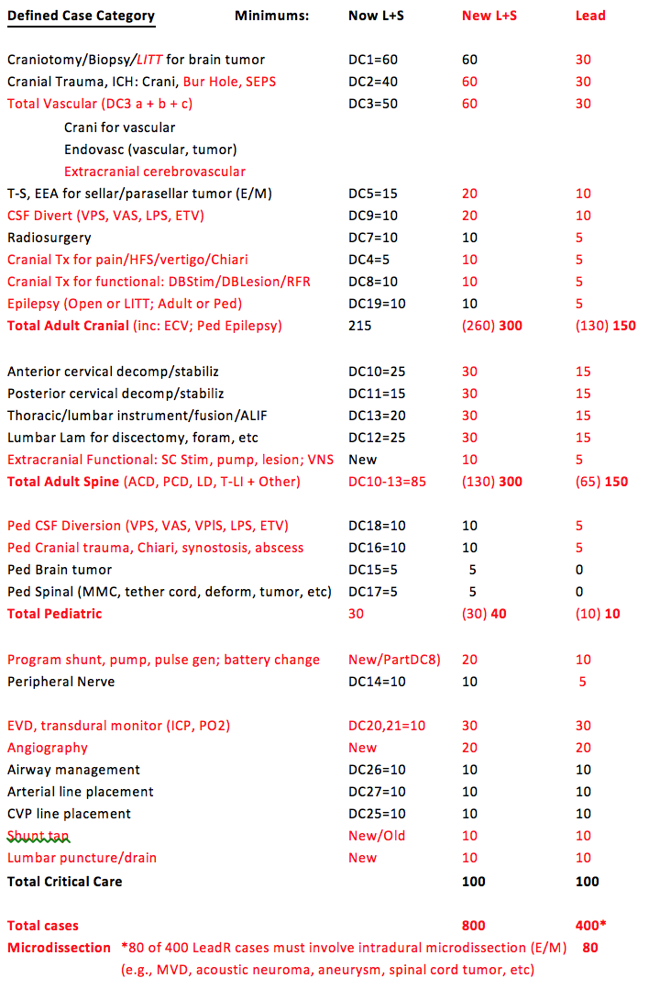 Defined Case Category Minimums: Now L+S New L+S Lead
Craniotomy/Biopsy/LITT for brain tumor DC1=60 60 30
Cranial Trauma, ICH: Crani, Bur Hole, SEPS DC2=40 60 30
Total Vascular (DC3 a + b + c) DC3=50 60 30
Crani for vascular
Endovasc (vascular, tumor)
Extracranial cerebrovascular
T-S, EEA for sellar/parasellar tumor (E/M) DC5=15 20 10
CSF Divert (VPS, VAS, LPS, ETV) DC9=10 20 10
Radiosurgery DC7=10 10 5
Cranial Tx for pain/HFS/vertigo/Chiari DC4=5 10 5
Cranial Tx for functional: DBStim/DBLesion/RFR DC8=10 10 5
Epilepsy (Open or LITT; Adult or Ped) DC19=10 10 5
Total Adult Cranial (inc: ECV; Ped Epilepsy) 215 (260) 300 (130) 150
Anterior cervical decomp/stabiliz DC10=25 30 15
Posterior cervical decomp/stabiliz DC11=15 30 15
Thoracic/lumbar instrument/fusion/ALIF DC13=20 30 15
Lumbar Lam for discectomy, foram, etc DC12=25 30 15
Extracranial Functional: SC Stim, pump, lesion; VNS New 10 5
Total Adult Spine (ACD, PCD, LD, T-LI + Other) DC10-13=85 (130) 300 (65) 150
Ped CSF Diversion (VPS, VAS, VPlS, LPS, ETV) DC18=10 10 5
Ped Cranial trauma, Chiari, synostosis, abscess DC16=10 10 5
Ped Brain tumor DC15=5 5 0
Ped Spinal (MMC, tether cord, deform, tumor, etc) DC17=5 5 0
Total Pediatric 30 (30) 40 (10) 10
Program shunt, pump, pulse gen; battery change New/PartDC8) 20 10
Peripheral Nerve DC14=10 10 5
EVD, transdural monitor (ICP, PO2) DC20,21=10 30 30
Angiography New 20 20
Airway management DC26=10 10 10
Arterial line placement DC27=10 10 10
CVP line placement DC25=10 10 10
Shunt tap New/Old 10 10
Lumbar puncture/drain New 10 10
Total Critical Care 100 100
Total cases 800 400*
Microdissection *80 of 400 LeadR cases must involve intradural microdissection (E/M) 80
(e.g., MVD, acoustic neuroma, aneurysm, spinal cord tumor, etc)